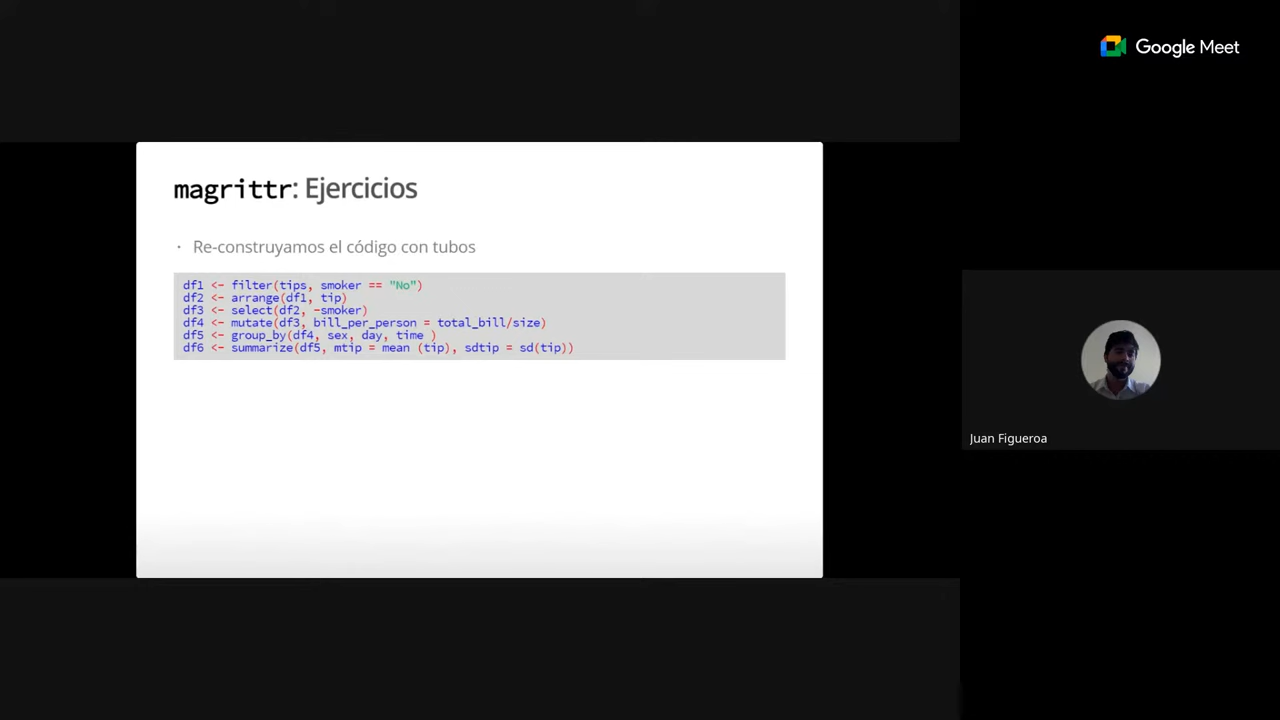 Google Meet
magrittr: Ejercicios
· Re-construyamos el código con tubos
df1 <- filter(tips, smoker == "No")
df2 <- arrange(df1, tip)
df3 <- select(df2, -smoker)
df4 <- mutate(df3, bill_per_person = total_bill/size)
df5 <- group_by(df4, sex, day, time )
df6 <- summarize(df5, mtip = mean (tip), sdtip = sd(tip))
Juan Figueroa